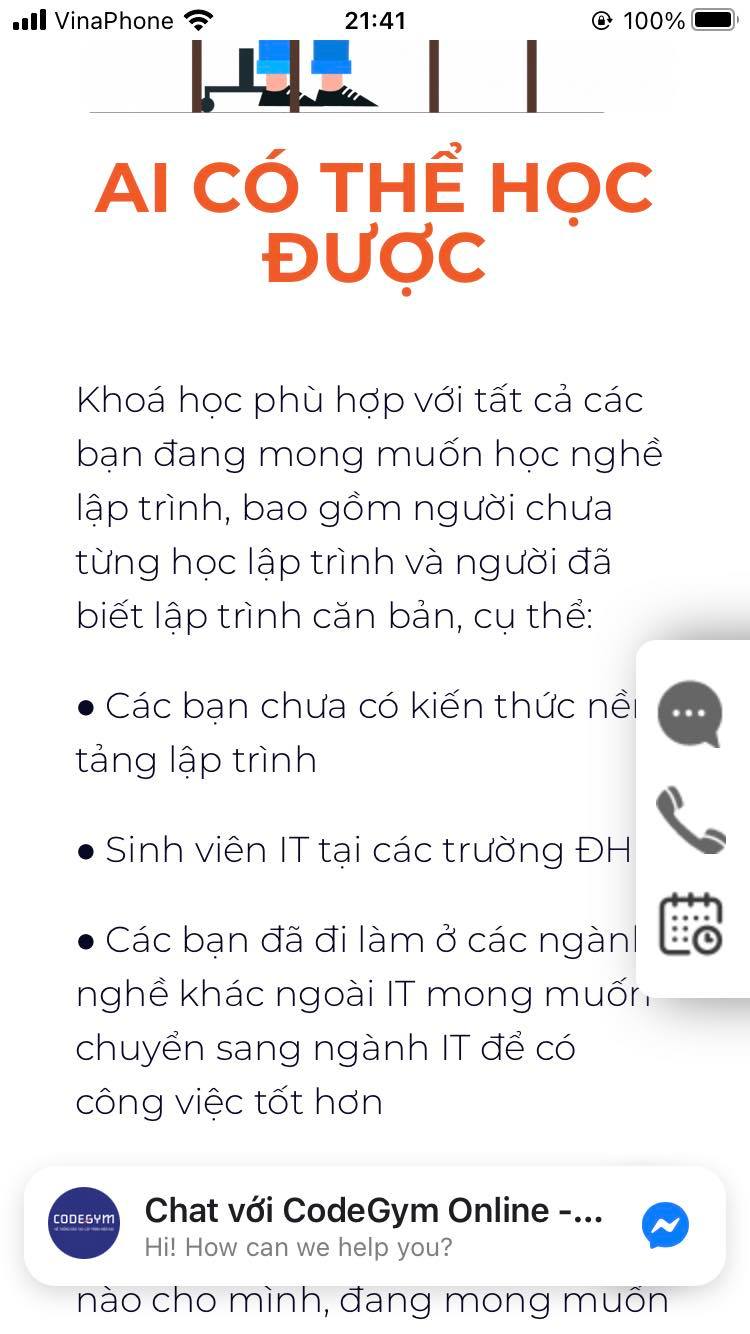 VinaPhone 21:41 100%
AI CÓ THỂ HỌC
ĐƯỢC
Khoá học phù hợp với tất cả các
bạn đang mong muốn học nghề
lập trình, bao gồm người chưa
từng học lập trình và người đã
biết lập trình căn bản, cụ thể:
● Các bạn chưa có kiến thức nền
tảng lập trình
● Sinh viên IT tại các trường ĐH
● Các bạn đã đi làm ở các ngành
nghề khác ngoài IT mong muốn
chuyển sang ngành IT để có
công việc tốt hơn
CODEGYM
Chat với CodeGym Online -...
Hi! How can we help you?
nào cho mình, đang mong muốn